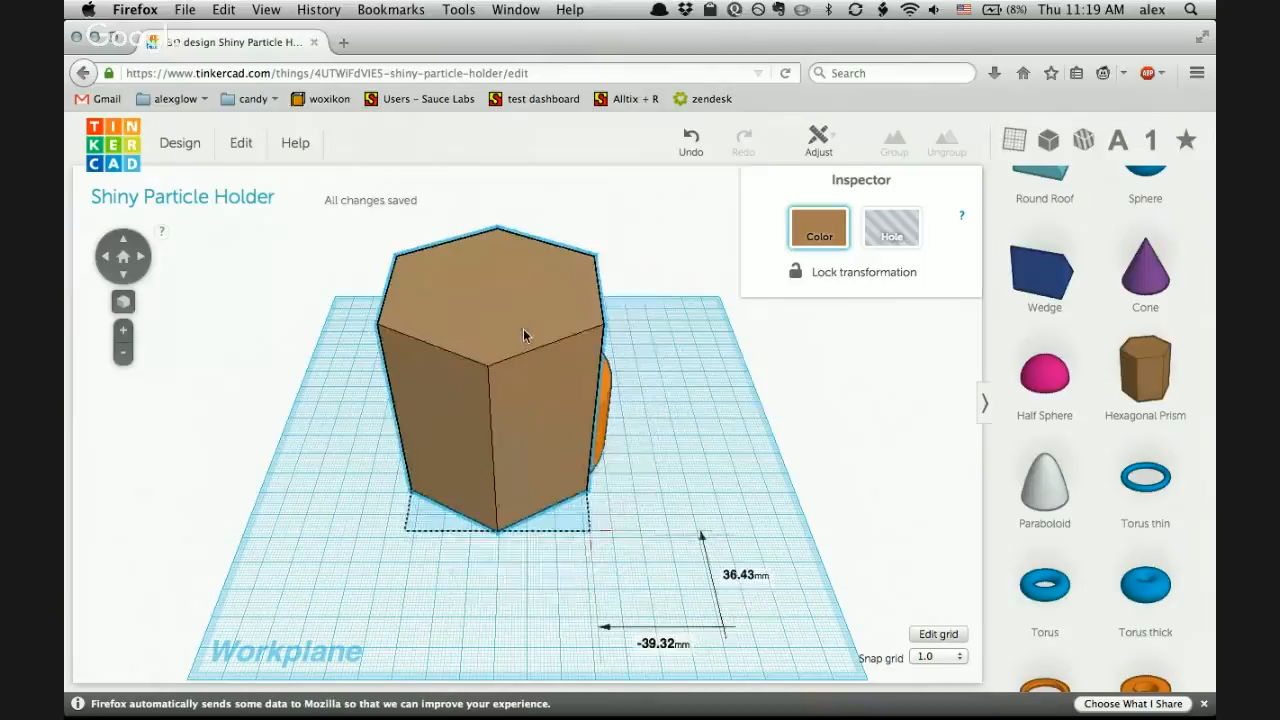 Firefox File Edit View History Bookmarks Tools Window Help (8%) Thu 11:19 AM alex
3D design Shiny Particle H...
https://www.tinkercad.com/things/4UTWiFdVIE5-shiny-particle-holder/edit Search
Gmail alexglow candy woxikon Users - Sauce Labs test dashboard Alltix + R zendesk
TIN
KER
CAD
Design Edit Help
Undo Redo Adjust Group Ungroup
A 1
Shiny Particle Holder All changes saved
?
Inspector
Color Hole ?
Lock transformation
Round Roof Sphere
Wedge Cone
Half Sphere Hexagonal Prism
Paraboloid Torus thin
Torus Torus thick
36.43mm
-39.32mm
Workplane
Edit grid
Snap grid 1.0
Firefox automatically sends some data to Mozilla so that we can improve your experience. Choose What I Share